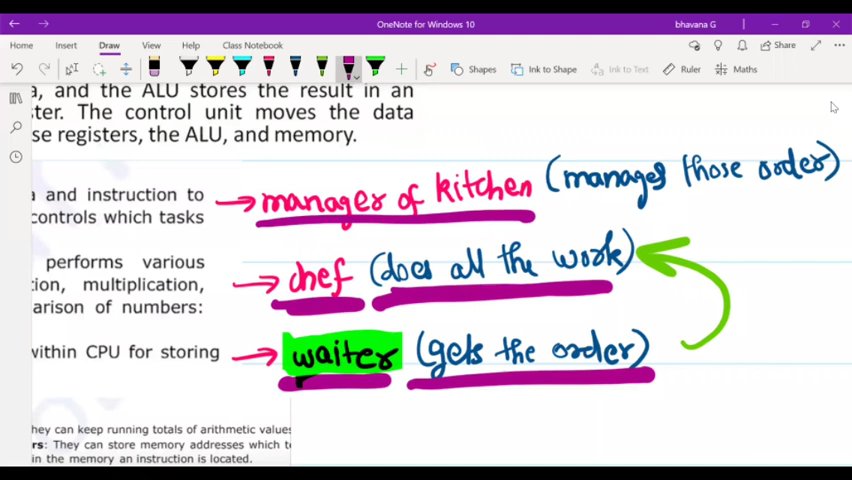 OneNote for Windows 10
bhavana G
Home Insert Draw View Help Class Notebook
Share
Shapes Ink to Shape Ink to Text Ruler Maths
a, and the ALU stores the result in an
ster. The control unit moves the data
se registers, the ALU, and memory.
a and instruction to
controls which tasks
manager of kitchen (manages those order)
performs various
tion, multiplication,
parison of numbers:
chef (does all the work)
within CPU for storing
waiter (gets the order)
hey can keep running totals of arithmetic values
rs: They can store memory addresses which t
in the memory an instruction is located.